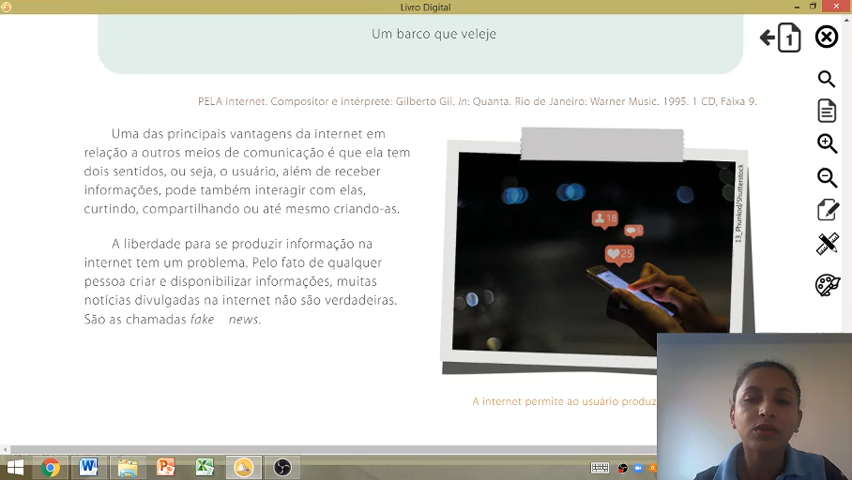 Livro Digital
Um barco que veleje
1
PELA internet. Compositor e intérprete: Gilberto Gil. In: Quanta. Rio de Janeiro: Warner Music. 1995. 1 CD, Faixa 9.
Uma das principais vantagens da internet em
relação a outros meios de comunicação é que ela tem
dois sentidos, ou seja, o usuário, além de receber
informações, pode também interagir com elas,
curtindo, compartilhando ou até mesmo criando-as.
A liberdade para se produzir informação na
internet tem um problema. Pelo fato de qualquer
pessoa criar e disponibilizar informações, muitas
notícias divulgadas na internet não são verdadeiras.
São as chamadas fake news.
18
25
13_Phunkod/Shutterstock
A internet permite ao usuário produz